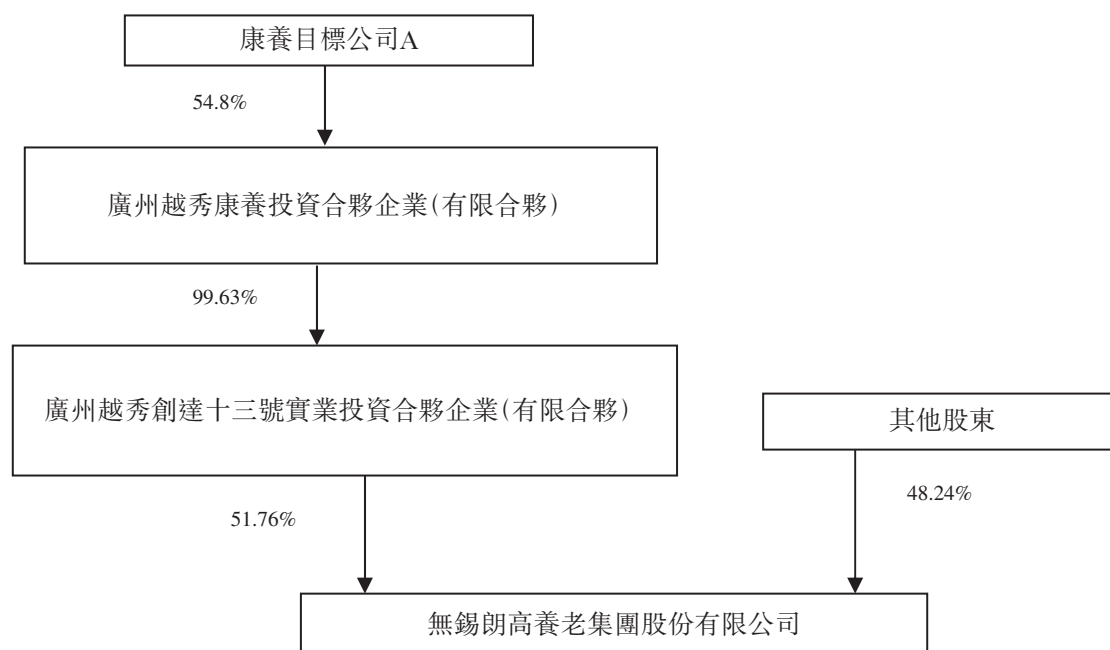 康養目標公司A
54.8%
廣州越秀康養投資合夥企業(有限合夥)
99.63%
廣州越秀創達十三號實業投資合夥企業(有限合夥)
其他股東
48.24%
51.76%
無錫朗高養老集團股份有限公司